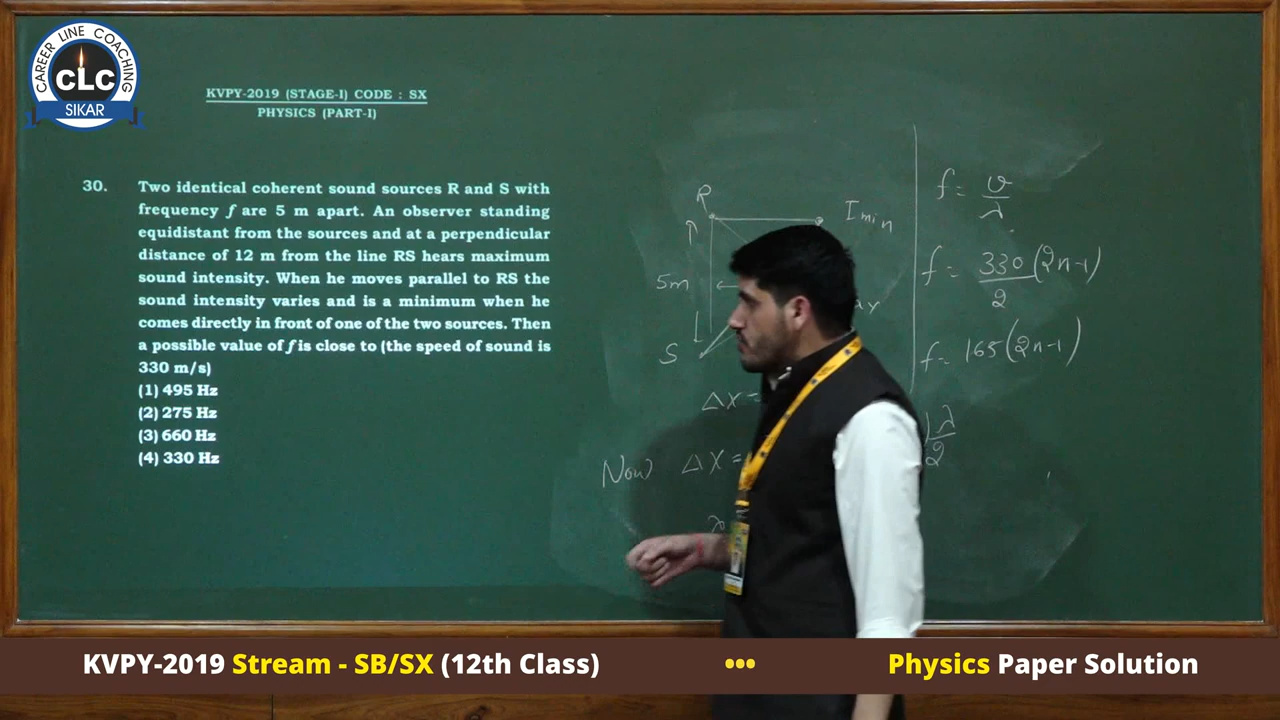 CAREER LINE COACHING
CLC
SIKAR
KVPY-2019 (STAGE-I) CODE : SX
PHYSICS (PART-I)
30. Two identical coherent sound sources R and S with
frequency f are 5 m apart. An observer standing
equidistant from the sources and at a perpendicular
distance of 12 m from the line RS hears maximum
sound intensity. When he moves parallel to RS the
sound intensity varies and is a minimum when he
comes directly in front of one of the two sources. Then
a possible value of f is close to (the speed of sound is
330 m/s)
(1) 495 Hz
(2) 275 Hz
(3) 660 Hz
(4) 330 Hz
R
I min
5m
S
Δx =
Now Δx =
λ
f = v/λ
f = 330/2 (2n-1)
f = 165(2n-1)
) λ/2
KVPY-2019 Stream - SB/SX (12th Class) ••• Physics Paper Solution